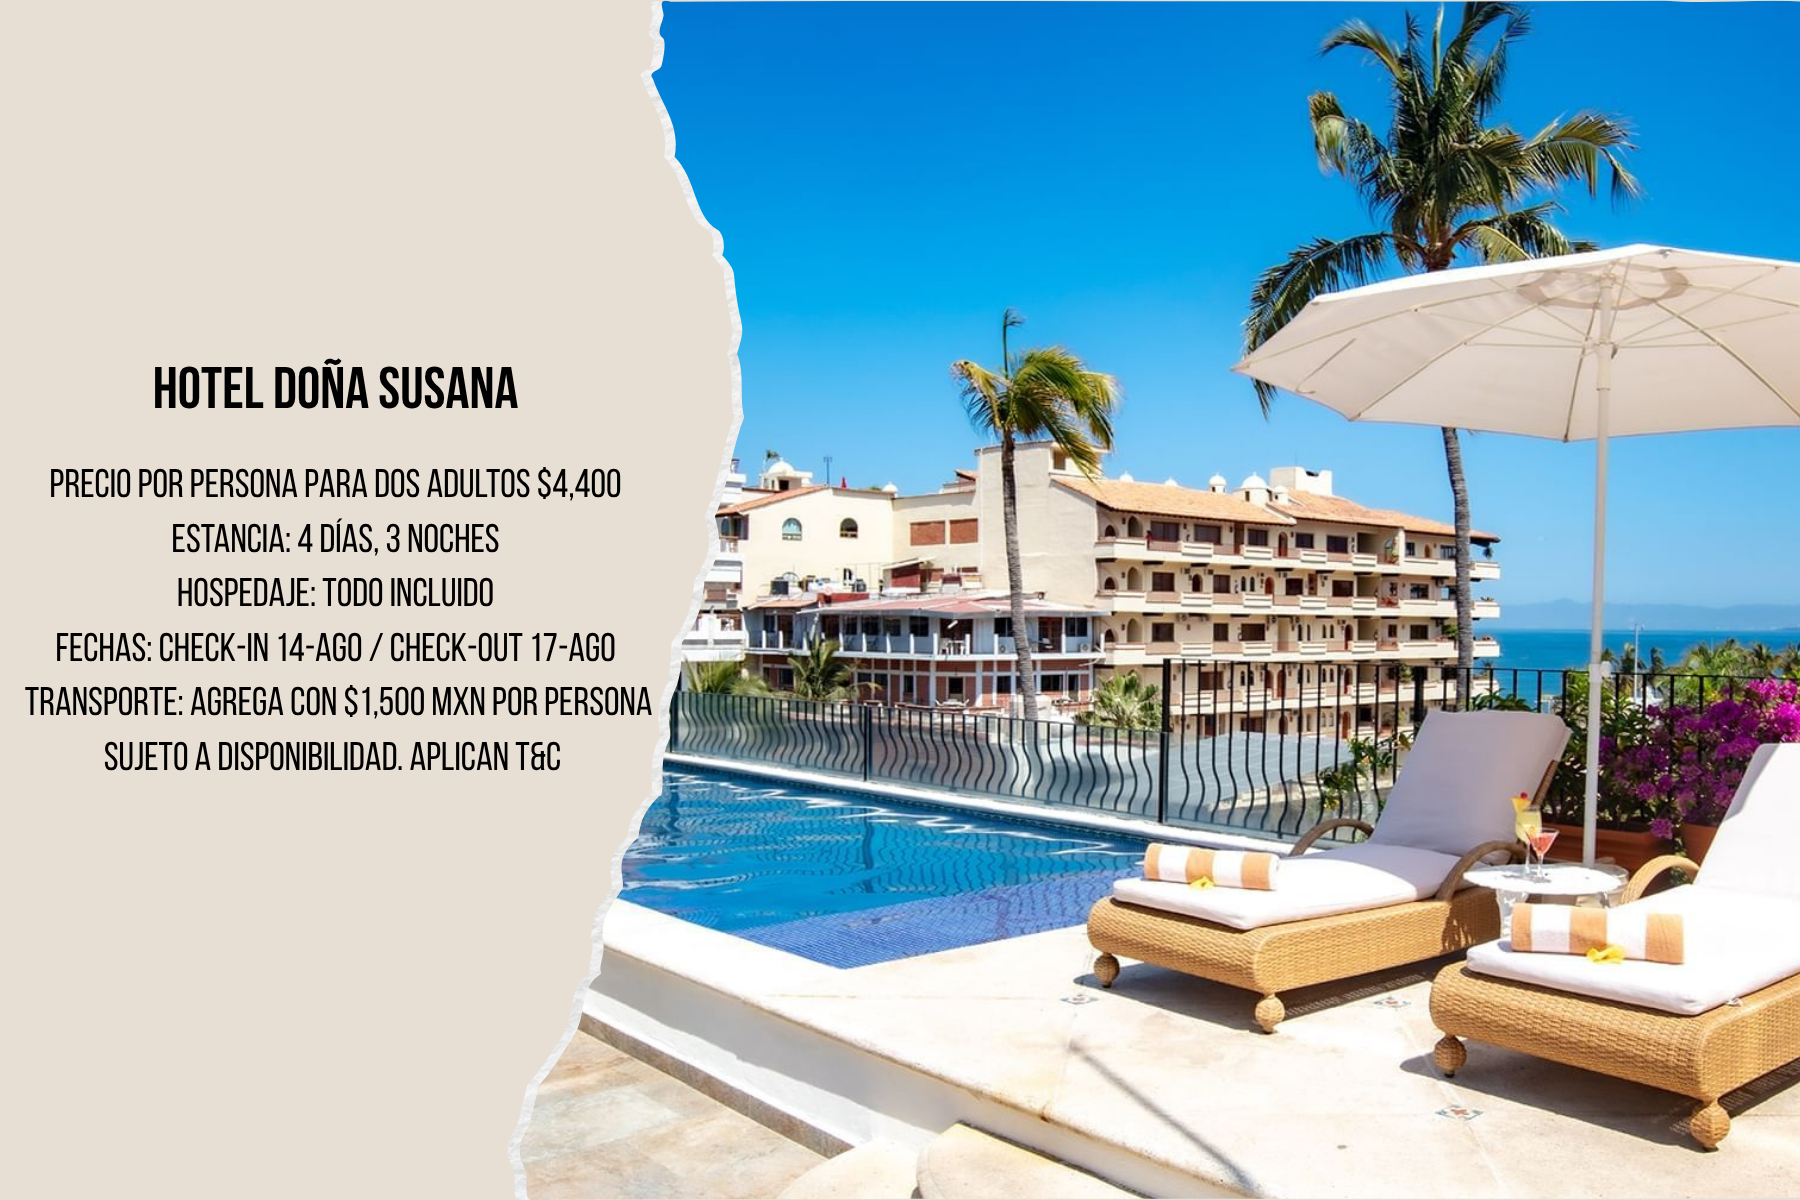 HOTEL DOÑA SUSANA
PRECIO POR PERSONA PARA DOS ADULTOS $4,400
ESTANCIA: 4 DÍAS, 3 NOCHES
HOSPEDAJE: TODO INCLUIDO
FECHAS: CHECK-IN 14-AGO / CHECK-OUT 17-AGO
TRANSPORTE: AGREGA CON $1,500 MXN POR PERSONA
SUJETO A DISPONIBILIDAD. APLICAN T&C